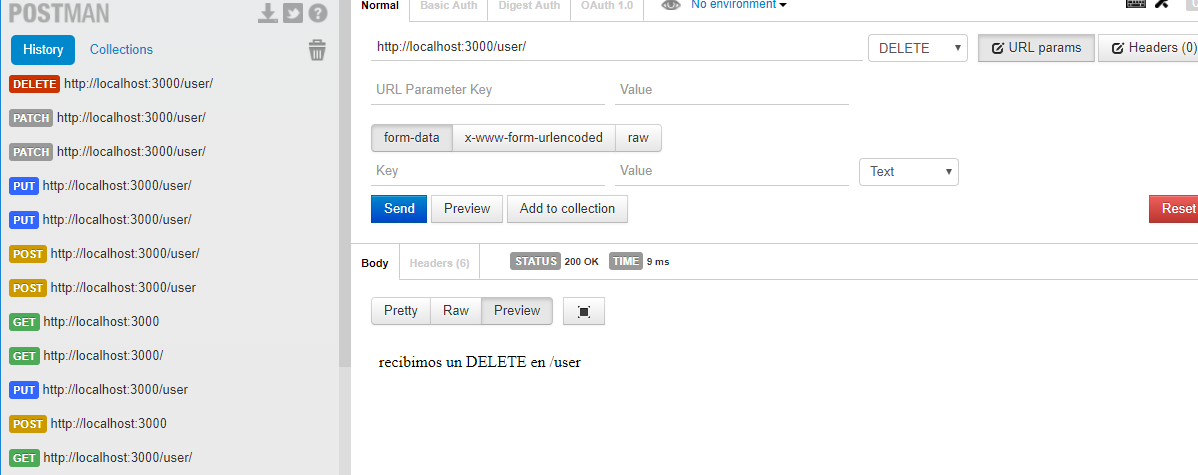 POSTMAN
History Collections
DELETE http://localhost:3000/user/
PATCH http://localhost:3000/user/
PATCH http://localhost:3000/user/
PUT http://localhost:3000/user/
PUT http://localhost:3000/user/
POST http://localhost:3000/user/
POST http://localhost:3000/user
GET http://localhost:3000
GET http://localhost:3000/
PUT http://localhost:3000/user
POST http://localhost:3000
GET http://localhost:3000/user/
Normal Basic Auth Digest Auth OAuth 1.0 No environment
http://localhost:3000/user/ DELETE URL params Headers (0)
URL Parameter Key Value
form-data x-www-form-urlencoded raw
Key Value Text
Send Preview Add to collection Reset
Body Headers (6) STATUS 200 OK TIME 9 ms
Pretty Raw Preview
recibimos un DELETE en /user